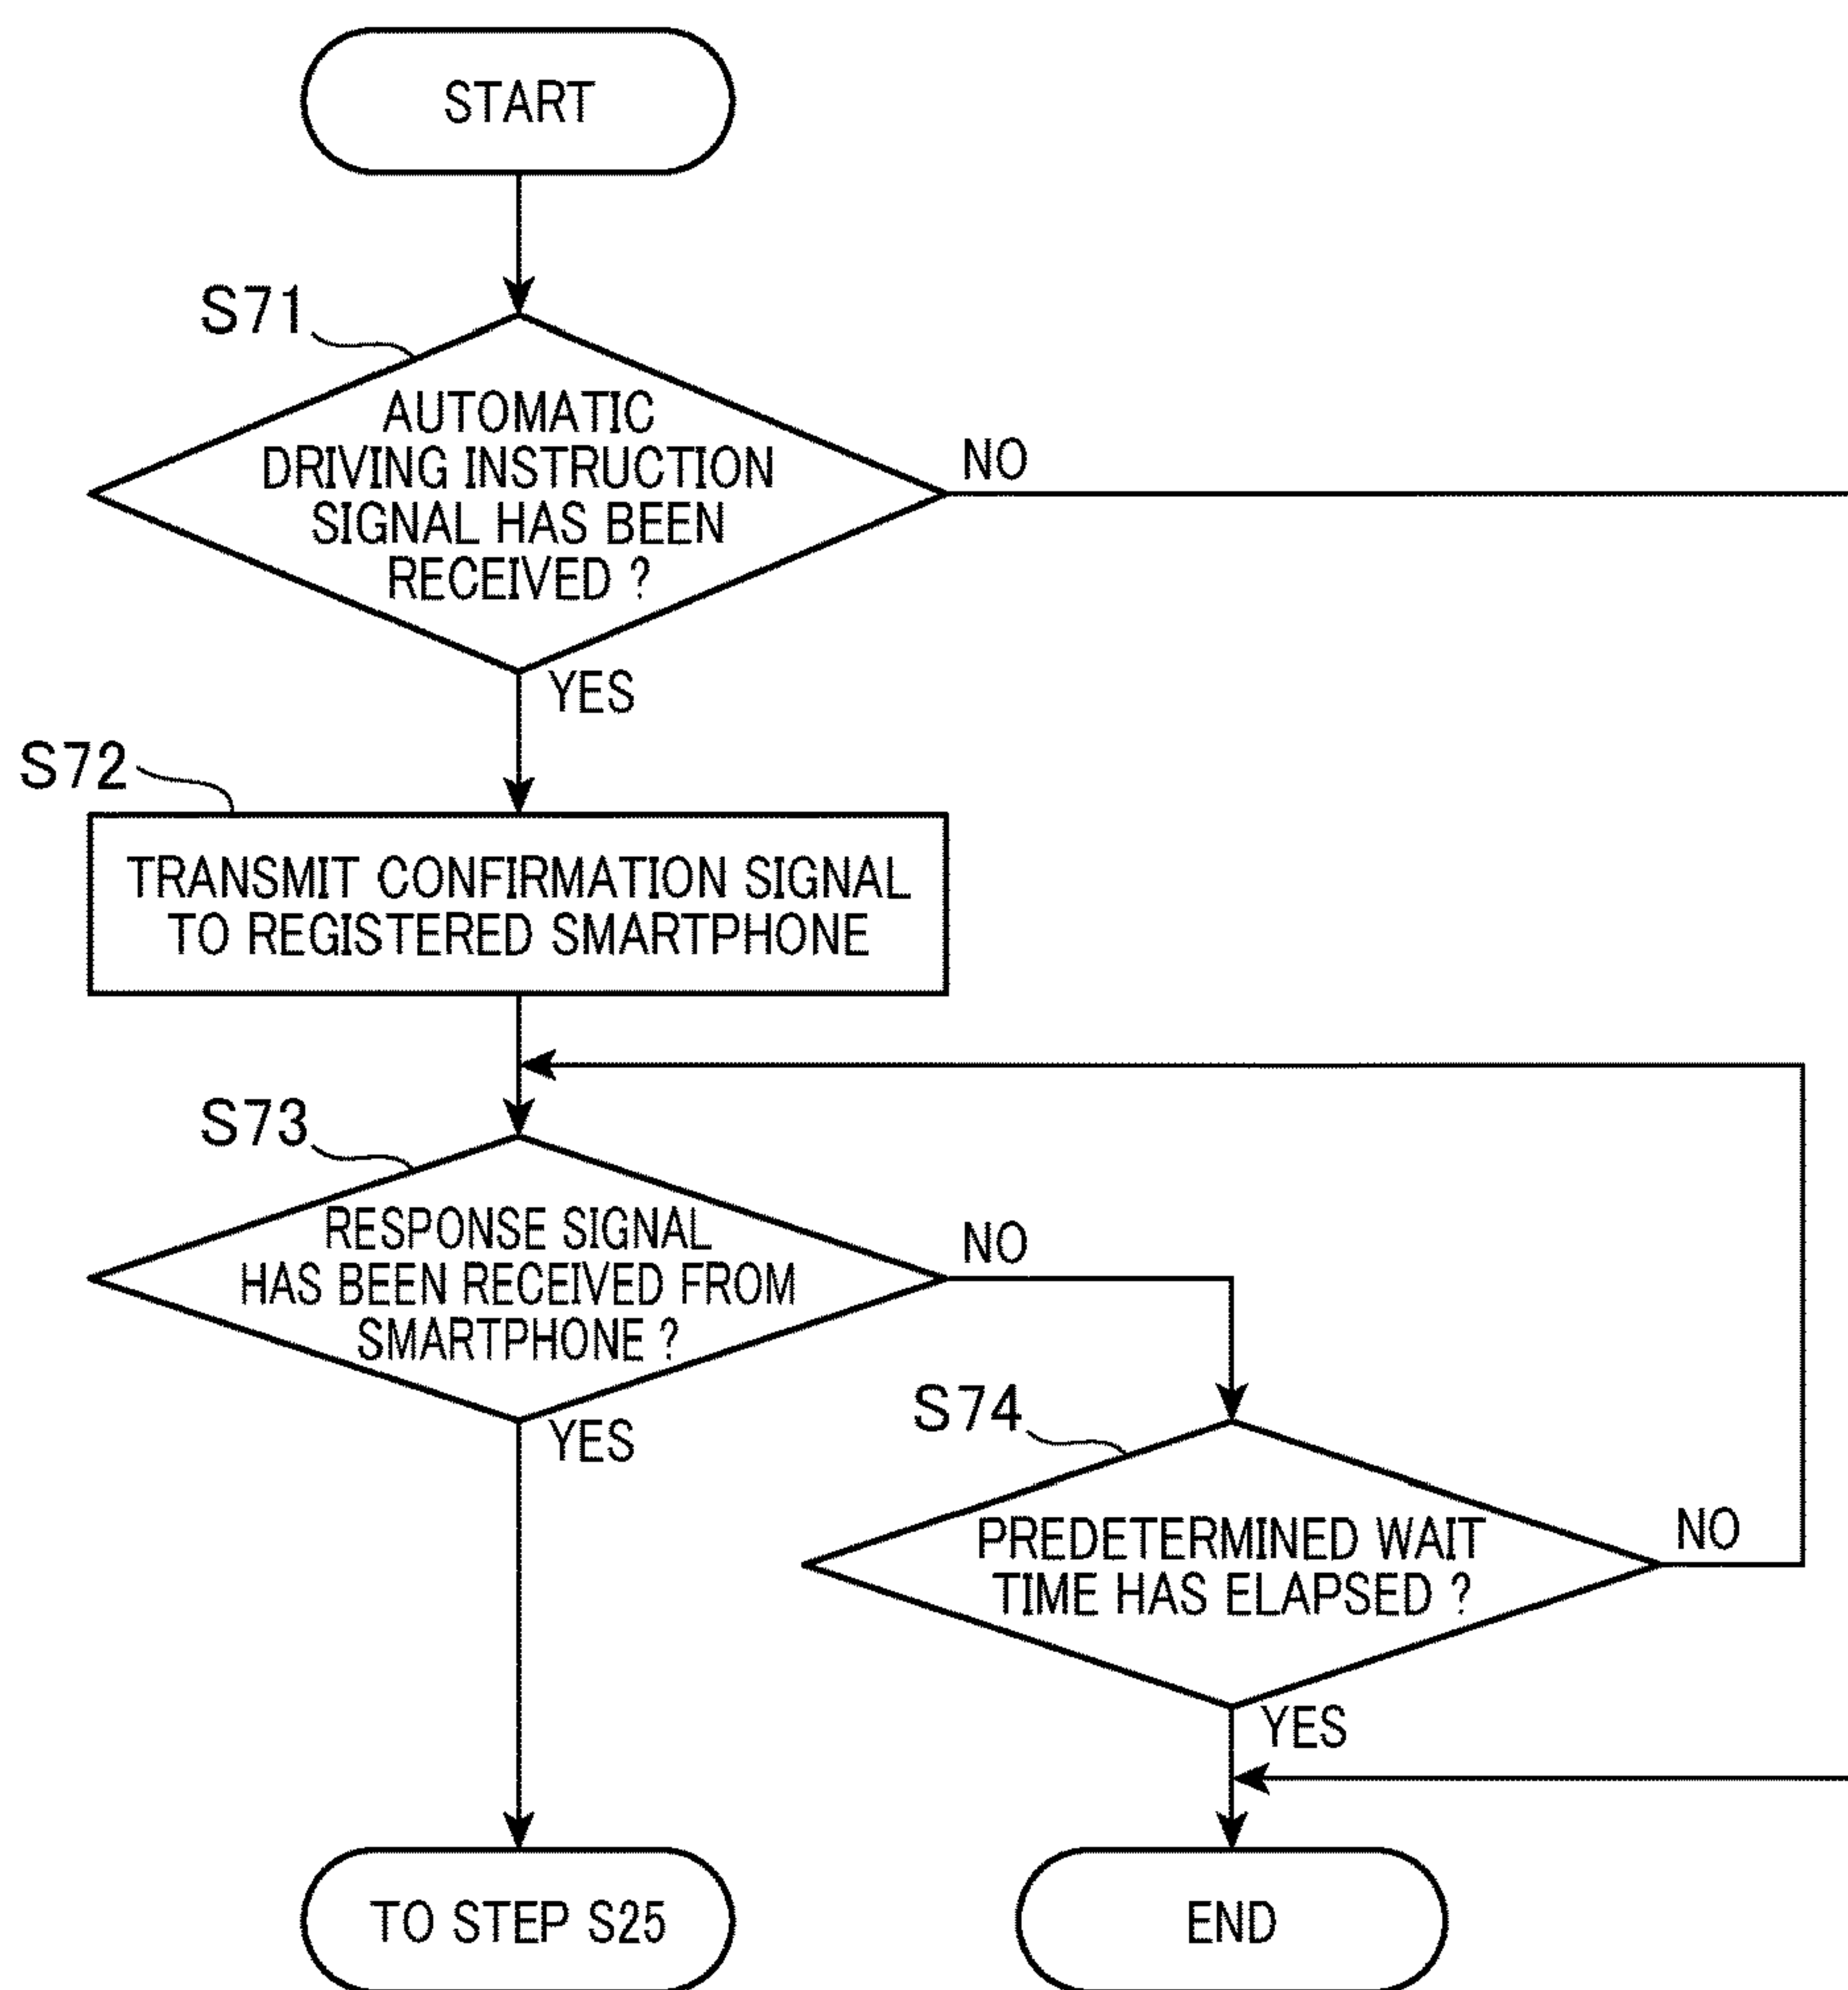 START
S71
AUTOMATIC
DRIVING INSTRUCTION
SIGNAL HAS BEEN
RECEIVED ?
NO
YES
S72
TRANSMIT CONFIRMATION SIGNAL
TO REGISTERED SMARTPHONE
S73
RESPONSE SIGNAL
HAS BEEN RECEIVED FROM
SMARTPHONE ?
NO
YES
S74
PREDETERMINED WAIT
TIME HAS ELAPSED ?
NO
YES
TO STEP S25
END